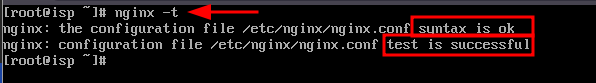 [root@isp ~]# nginx -t
nginx: the configuration file /etc/nginx/nginx.conf syntax is ok
nginx: configuration file /etc/nginx/nginx.conf test is successful
[root@isp ~]#